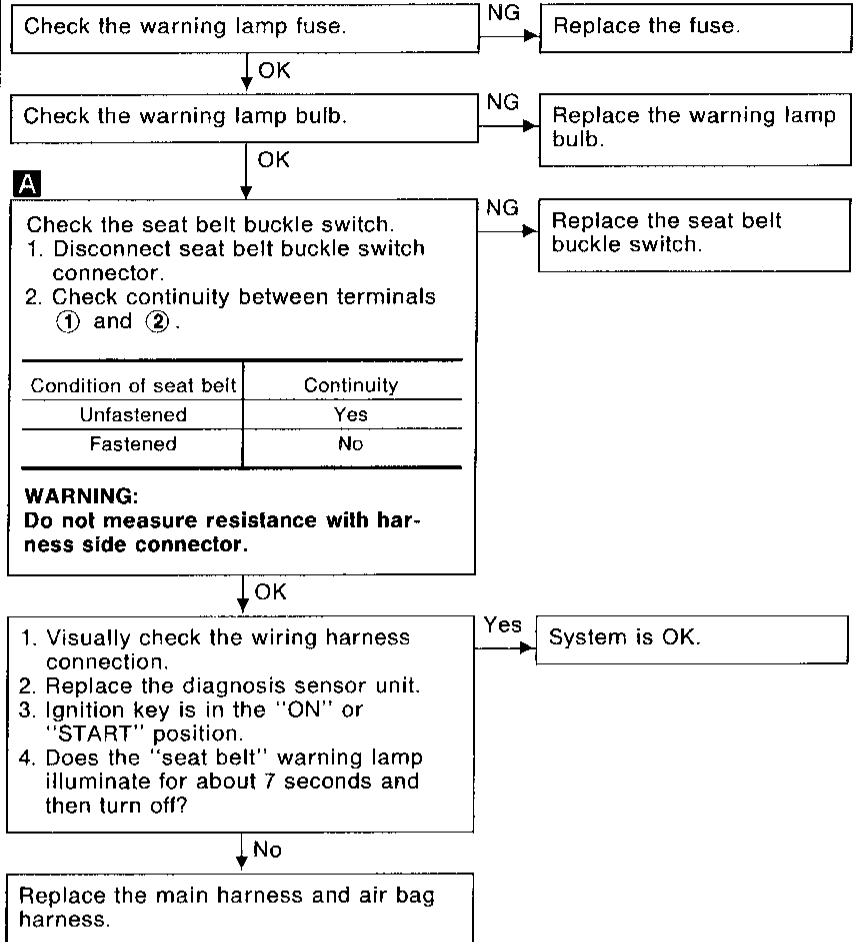 Check the warning lamp fuse.
NG
Replace the fuse.
OK
Check the warning lamp bulb.
NG
Replace the warning lamp
bulb.
OK
A
Check the seat belt buckle switch.
1. Disconnect seat belt buckle switch
connector.
2. Check continuity between terminals
① and ②.
NG
Replace the seat belt
buckle switch.
Condition of seat belt Continuity
Unfastened Yes
Fastened No
WARNING:
Do not measure resistance with har-
ness side connector.
OK
1. Visually check the wiring harness
connection.
2. Replace the diagnosis sensor unit.
3. Ignition key is in the "ON" or
"START" position.
4. Does the "seat belt" warning lamp
illuminate for about 7 seconds and
then turn off?
Yes
System is OK.
No
Replace the main harness and air bag
harness.